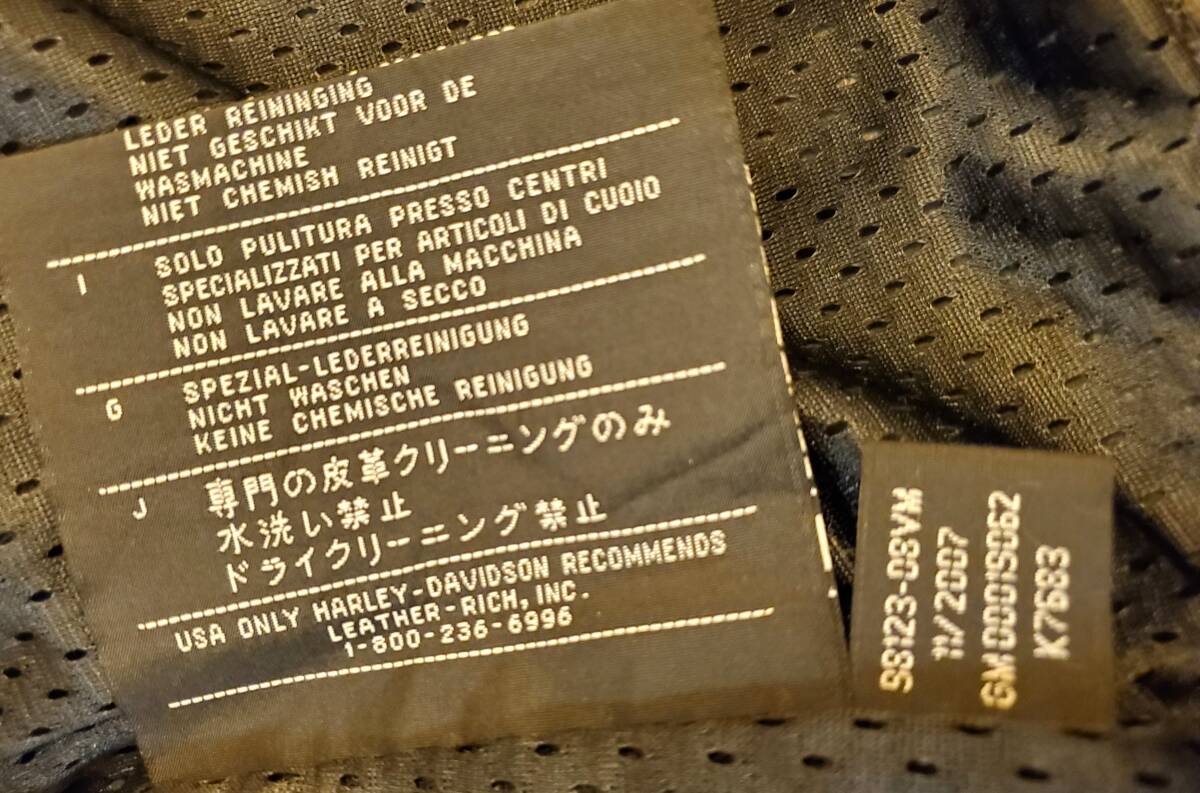 LEDER REININGING
NIET GESCHIKT VOOR DE
WASMACHINE
NIET CHEMISH REINIGT
I SOLO PULITURA PRESSO CENTRI
SPECIALIZZATI PER ARTICOLI DI CUOIO
NON LAVARE ALLA MACCHINA
NON LAVARE A SECCO
G SPEZIAL-LEDERREINIGUNG
NICHT WASCHEN
KEINE CHEMISCHE REINIGUNG
J 専門の皮革クリーニングのみ
水洗い禁止
ドライクリーニング禁止
USA ONLY HARLEY-DAVIDSON RECOMMENDS
LEATHER-RICH, INC.
1-800-236-6996
98123-08VM
11/2007
GM10001S062
K7683